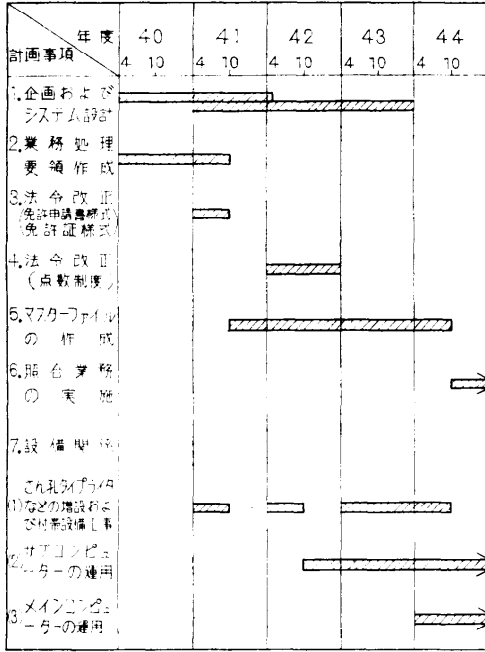 年度 40 41 42 43 44
計画事項 4 10 4 10 4 10 4 10 4 10
1.企画および
システム設計
2.業務処理
要領作成
3.法令改正
(免許申請書様式)
(免許証様式)
4.法令改正
(点数制度)
5.マスターファイル
の作成
6.照合業務
の実施
7.設備関係
さん孔タイプライタ
(1)などの増設およ
び付帯設備工事
(2)サブコンピュ
ーターの運用
(3)メインコンピュ
ーターの運用